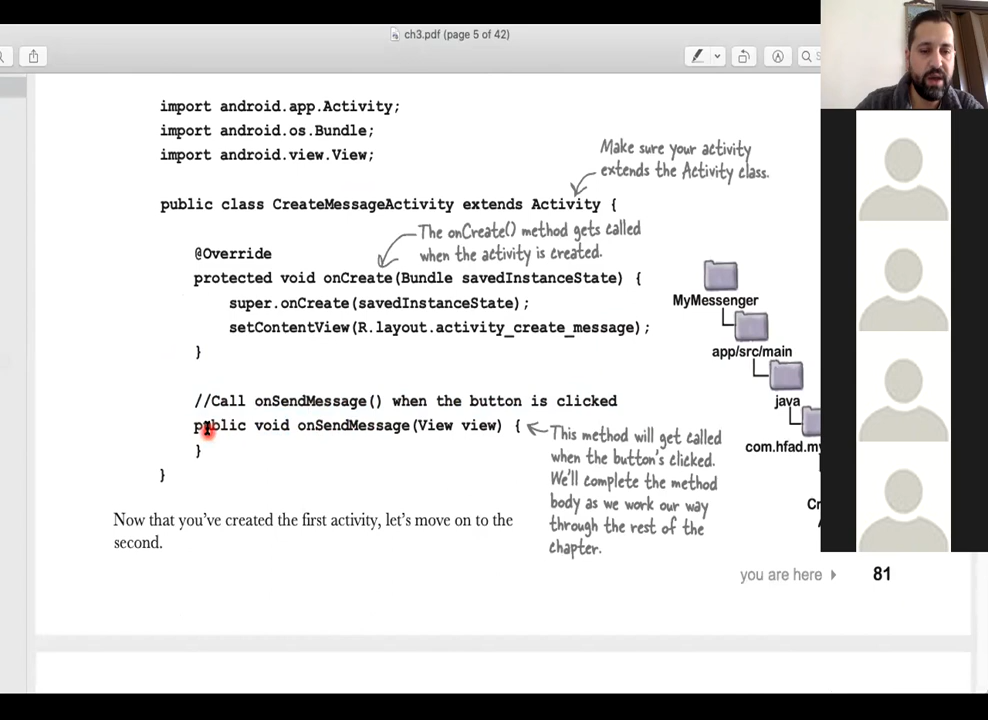 ch3.pdf (page 5 of 42)
import android.app.Activity;
import android.os.Bundle;
import android.view.View;
Make sure your activity
extends the Activity class.
public class CreateMessageActivity extends Activity {
The onCreate() method gets called
when the activity is created.
@Override
protected void onCreate(Bundle savedInstanceState) {
super.onCreate(savedInstanceState);
setContentView(R.layout.activity_create_message);
}
MyMessenger
app/src/main
java
com.hfad.my
Cr
//Call onSendMessage() when the button is clicked
public void onSendMessage(View view) {
}
}
This method will get called
when the button's clicked.
We'll complete the method
body as we work our way
through the rest of the
chapter.
Now that you've created the first activity, let's move on to the
second.
you are here 81